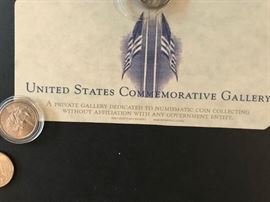 UNITED STATES COMMEMORATIVE GALLERY
A PRIVATE GALLERY DEDICATED TO NUMISMATIC COIN COLLECTING
WITHOUT AFFILIATION WITH ANY GOVERNMENT ENTITY.